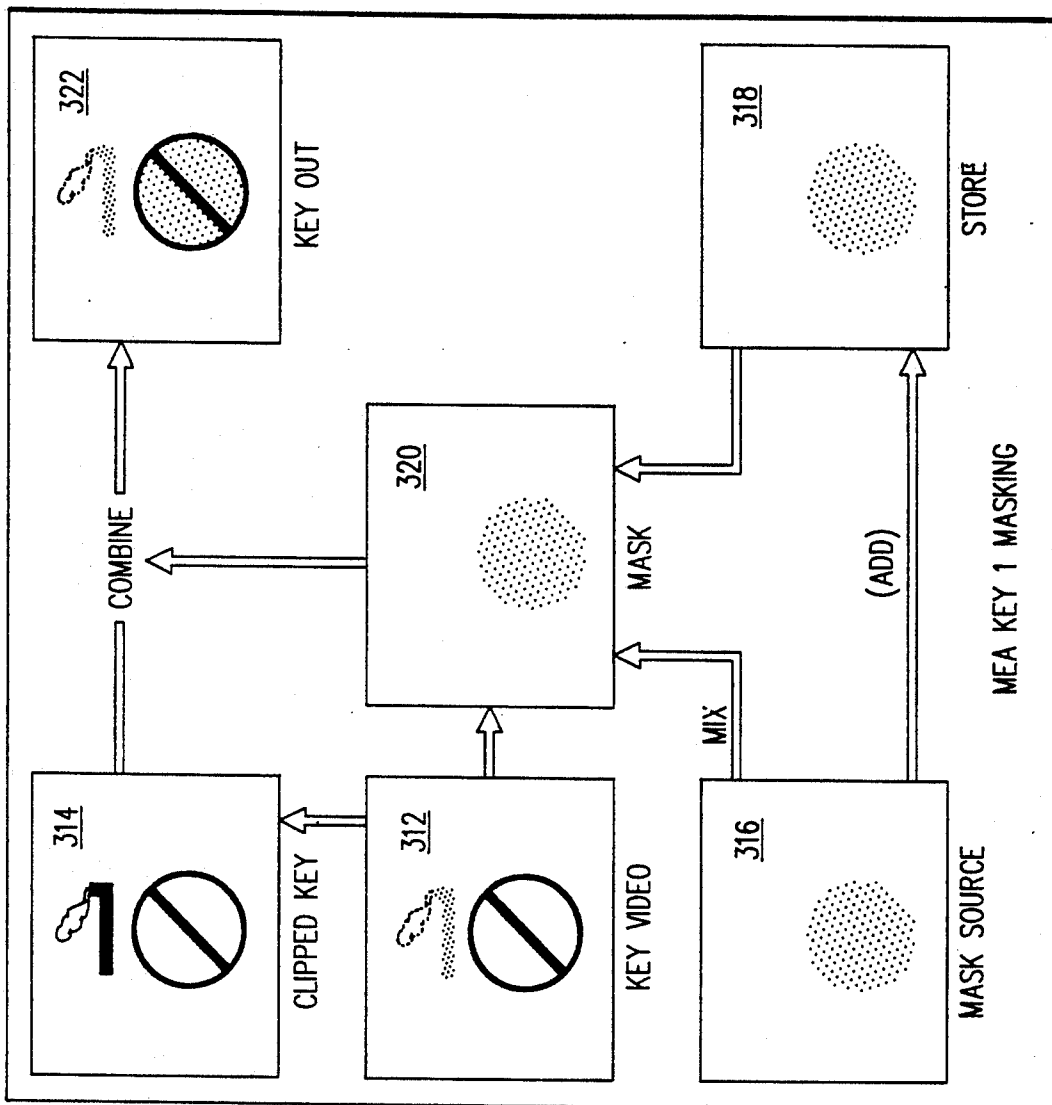 314
CLIPPED KEY
COMBINE
322
KEY OUT
312
KEY VIDEO
320
MASK
316
MASK SOURCE
MIX
(ADD)
318
STORE
MEA KEY 1 MASKING